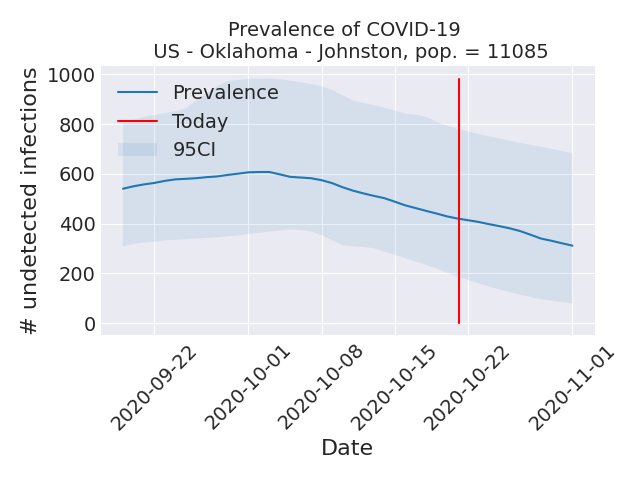 Prevalence of COVID-19
US - Oklahoma - Johnston, pop. = 11085
# undetected infections
1000
800
600
400
200
0
Prevalence
Today
95CI
2020-09-22
2020-10-01
2020-10-08
2020-10-15
2020-10-22
2020-11-01
Date